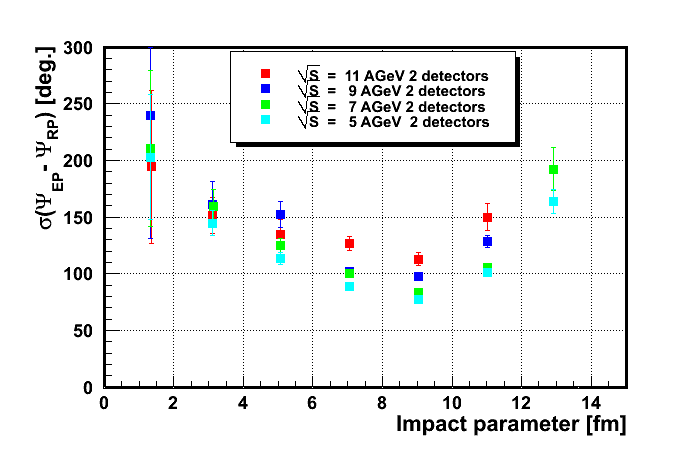 σ(Ψ_EP - Ψ_RP) [deg.]
300
250
200
150
100
50
0
√S = 11 AGeV 2 detectors
√S = 9 AGeV 2 detectors
√S = 7 AGeV 2 detectors
√S = 5 AGeV 2 detectors
0 2 4 6 8 10 12 14
Impact parameter [fm]